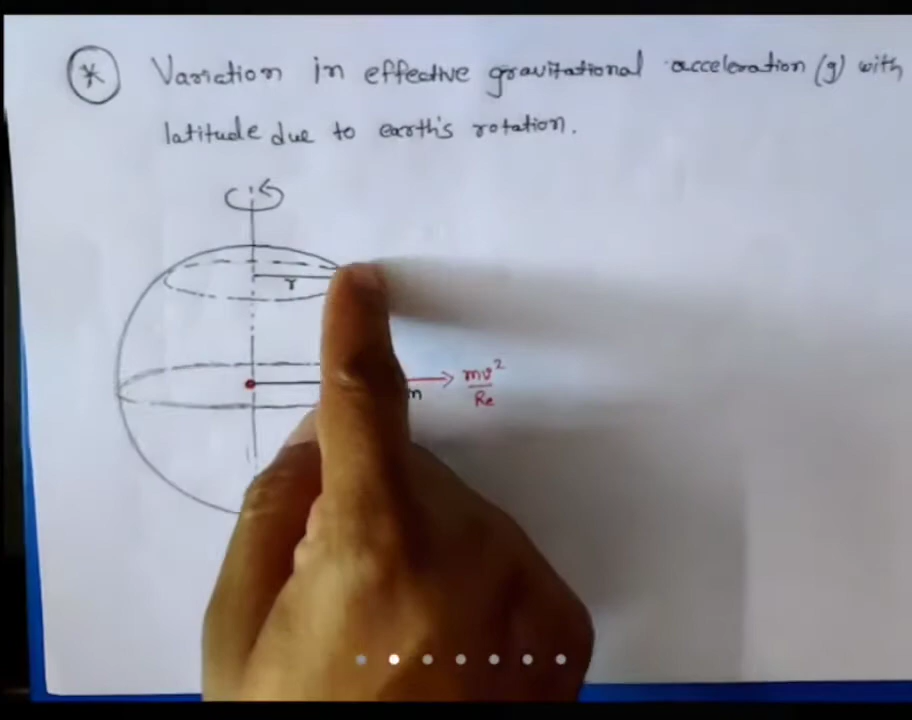 * Variation in effective gravitational acceleration (g) with
latitude due to earth's rotation.
r
mv²
Re
m